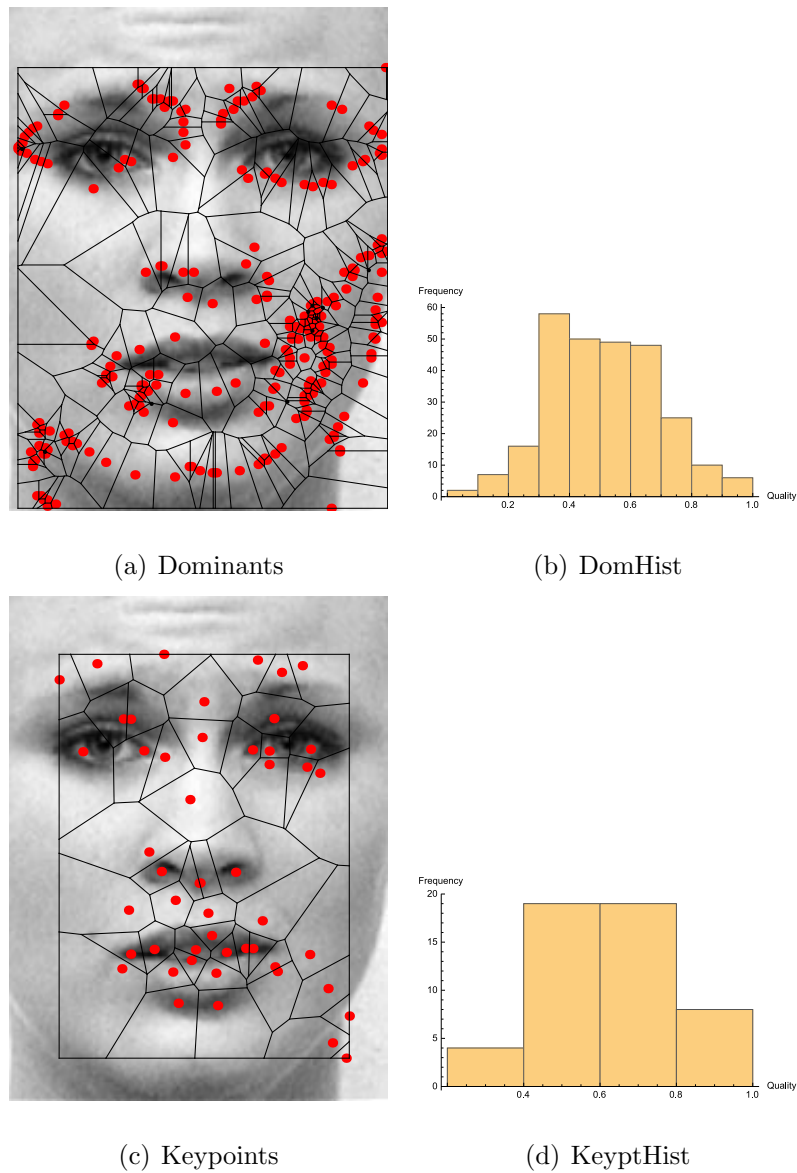 Frequency
60
50
40
30
20
10
0
0.2 0.4 0.6 0.8 1.0 Quality
(a) Dominants (b) DomHist
Frequency
20
15
10
5
0
0.4 0.6 0.8 1.0 Quality
(c) Keypoints (d) KeyptHist